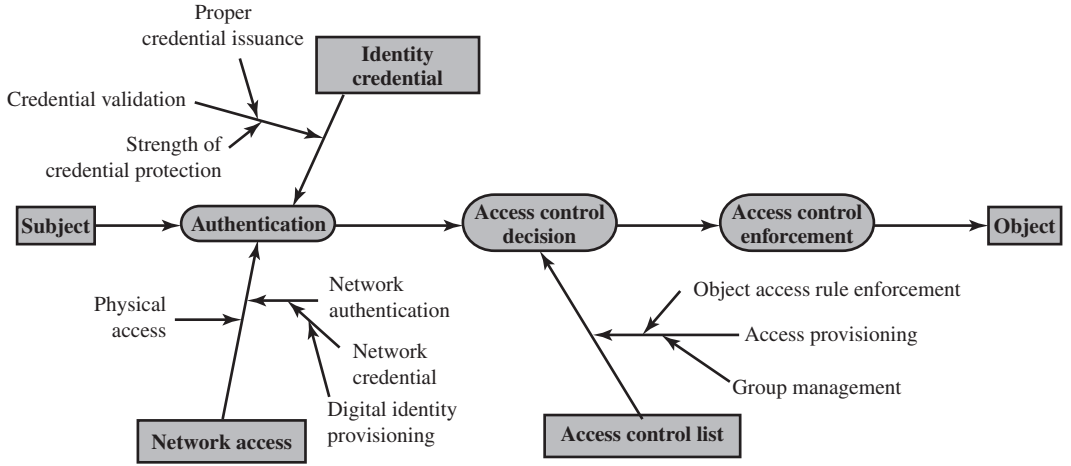 Proper
credential issuance
Identity
credential
Credential validation
Strength of
credential protection
Subject
Authentication
Access control
decision
Access control
enforcement
Object
Physical
access
Network
authentication
Network
credential
Digital identity
provisioning
Object access rule enforcement
Access provisioning
Group management
Network access
Access control list